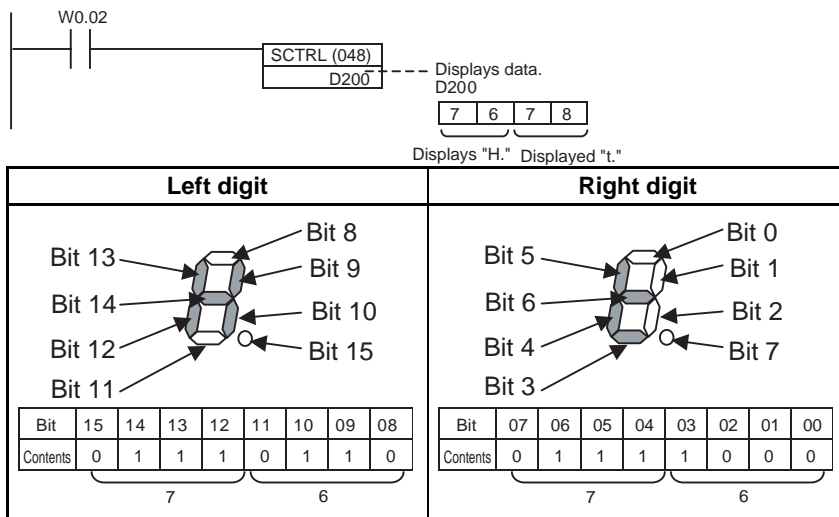 W0.02
SCTRL (048)
D200
Displays data.
D200
7 6 7 8
Displays "H." Displayed "t."
Left digit Right digit
Bit 8
Bit 13
Bit 9
Bit 14
Bit 10
Bit 12
Bit 15
Bit 11
Bit 15 14 13 12 11 10 09 08
Contents 0 1 1 1 0 1 1 0
7 6
Bit 0
Bit 5
Bit 1
Bit 6
Bit 2
Bit 4
Bit 7
Bit 3
Bit 07 06 05 04 03 02 01 00
Contents 0 1 1 1 1 0 0 0
7 6